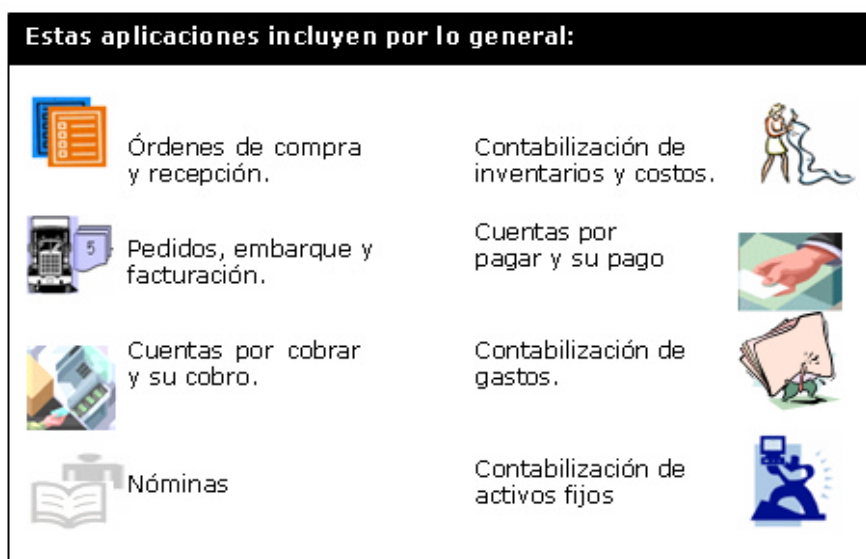 Estas aplicaciones incluyen por lo general:
Órdenes de compra
y recepción.
Contabilización de
inventarios y costos.
5
Pedidos, embarque y
facturación.
Cuentas por
pagar y su pago
Cuentas por cobrar
y su cobro.
Contabilización de
gastos.
Nóminas
Contabilización de
activos fijos